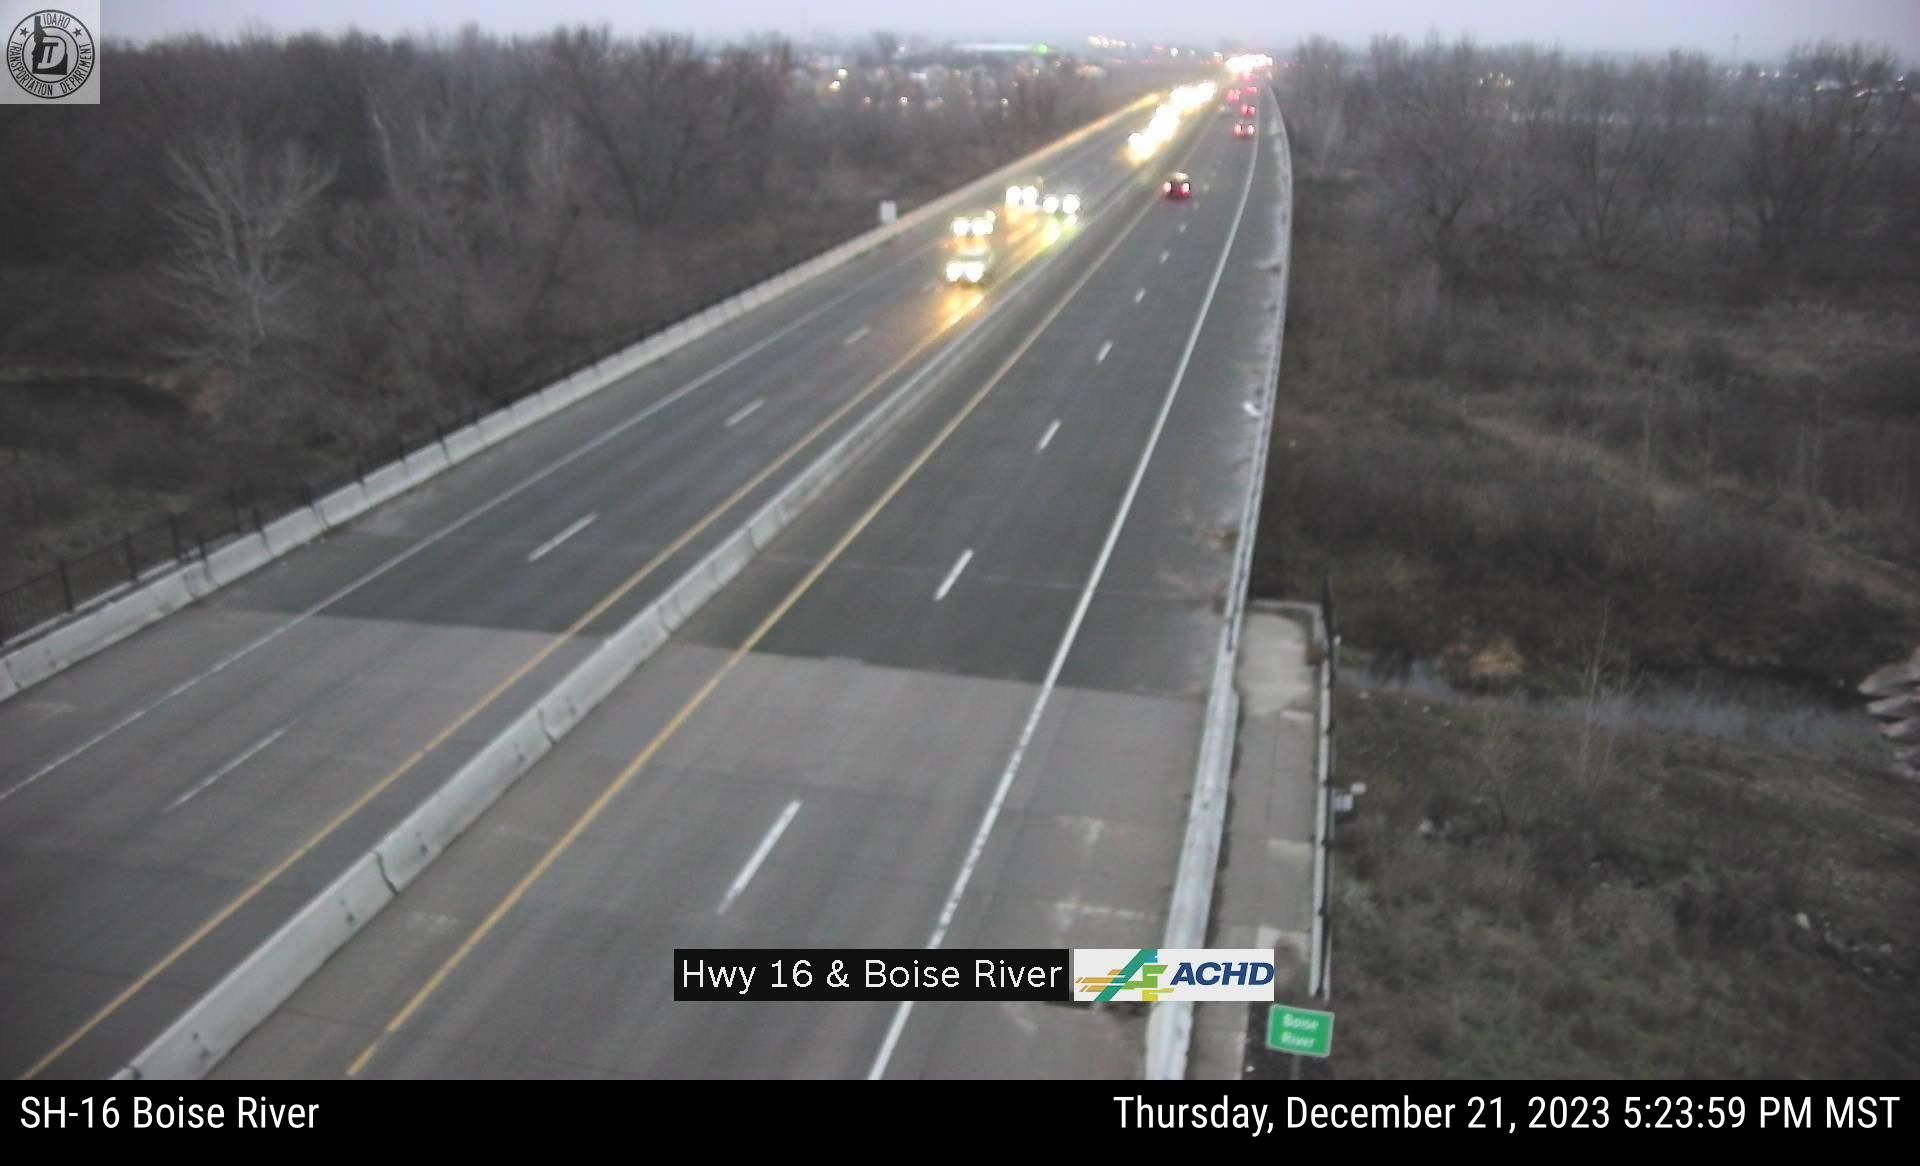 IDAHO
TRANSPORTATION DEPARTMENT
Hwy 16 & Boise River
ACHD
Boise
River
SH-16 Boise River
Thursday, December 21, 2023 5:23:59 PM MST